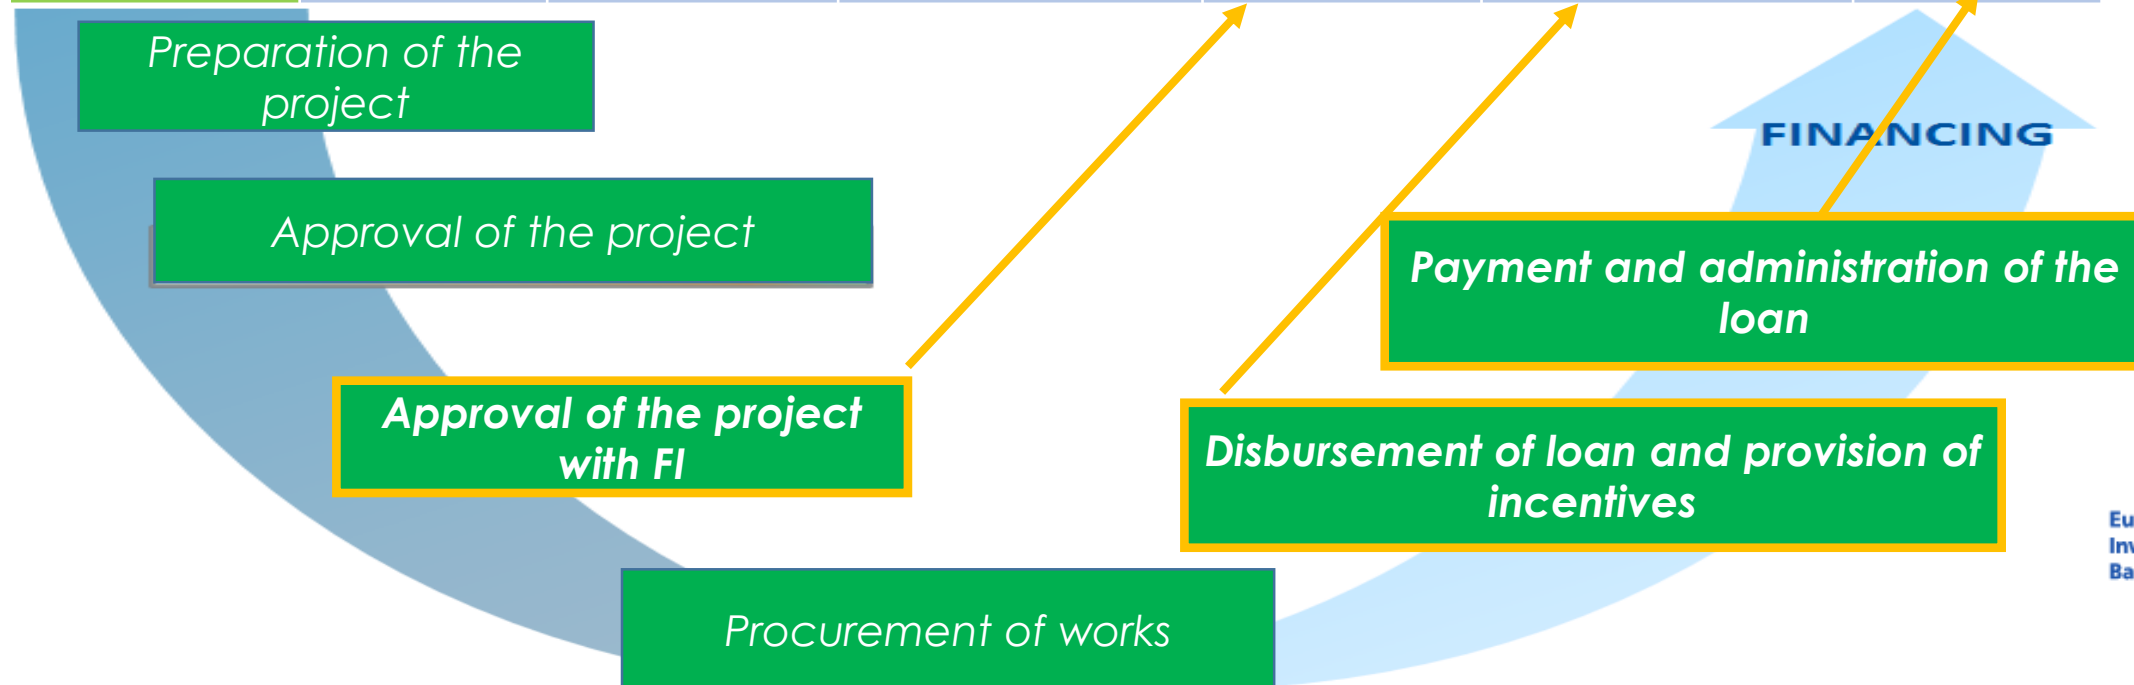 Preparation of the
project
FINANCING
Approval of the project
Payment and administration of the
loan
Approval of the project
with FI
Disbursement of loan and provision of
incentives
Procurement of works